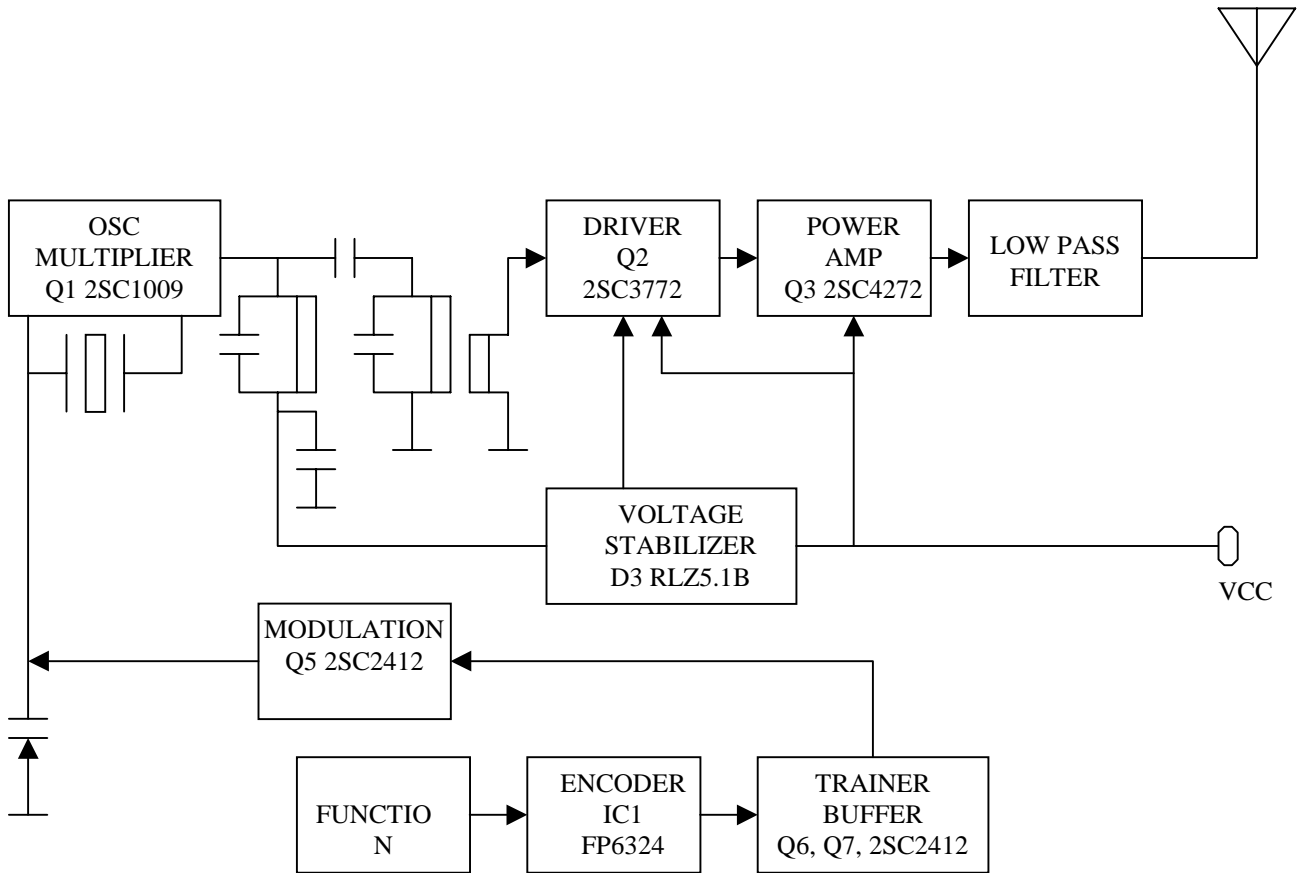 OSC
MULTIPLIER
Q1 2SC1009
DRIVER
Q2
2SC3772
POWER
AMP
Q3 2SC4272
LOW PASS
FILTER
VOLTAGE
STABILIZER
D3 RLZ5.1B
VCC
MODULATION
Q5 2SC2412
FUNCTIO
N
ENCODER
IC1
FP6324
TRAINER
BUFFER
Q6, Q7, 2SC2412